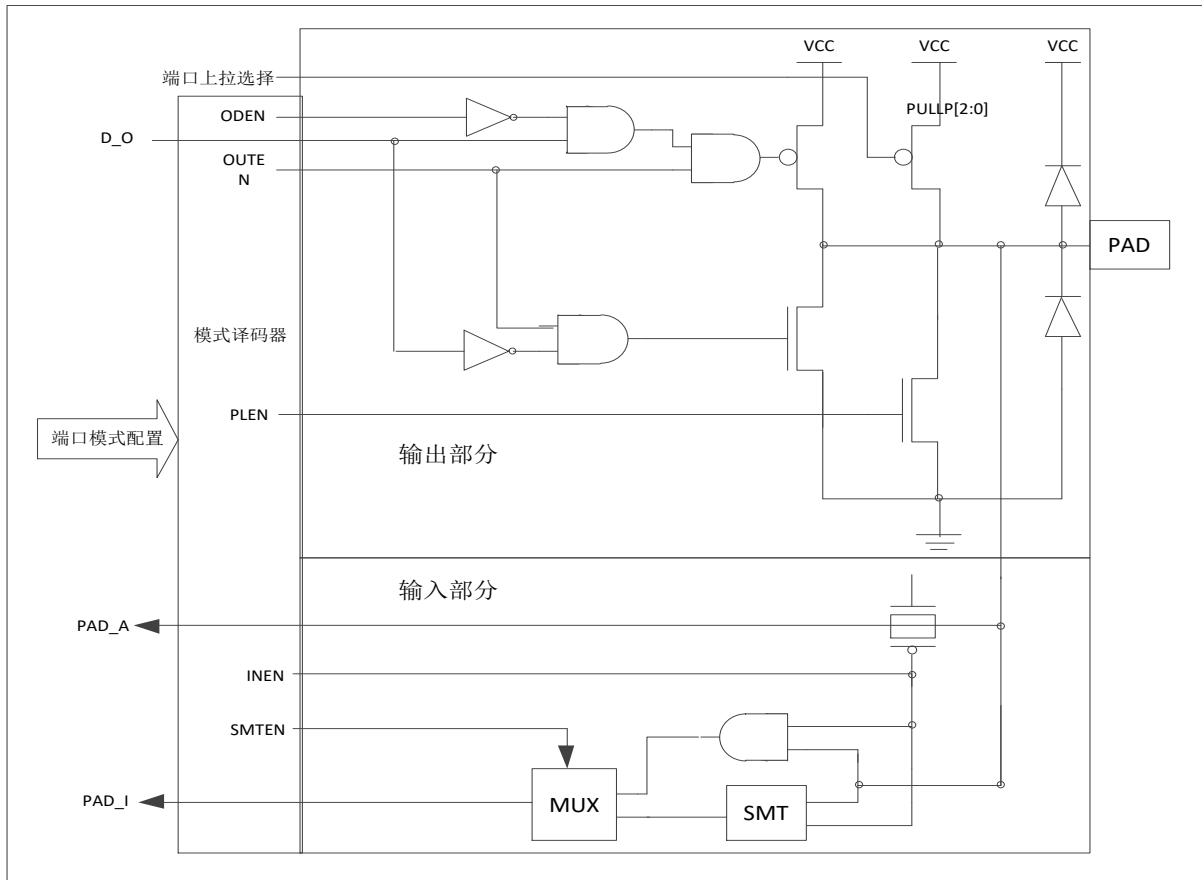 VCC
VCC
VCC
端口上拉选择
ODEN
PULLP[2:0]
D_O
OUTE
N
PAD
模式译码器
PLEN
端口模式配置
输出部分
输入部分
PAD_A
INEN
SMTEN
PAD_I
MUX
SMT